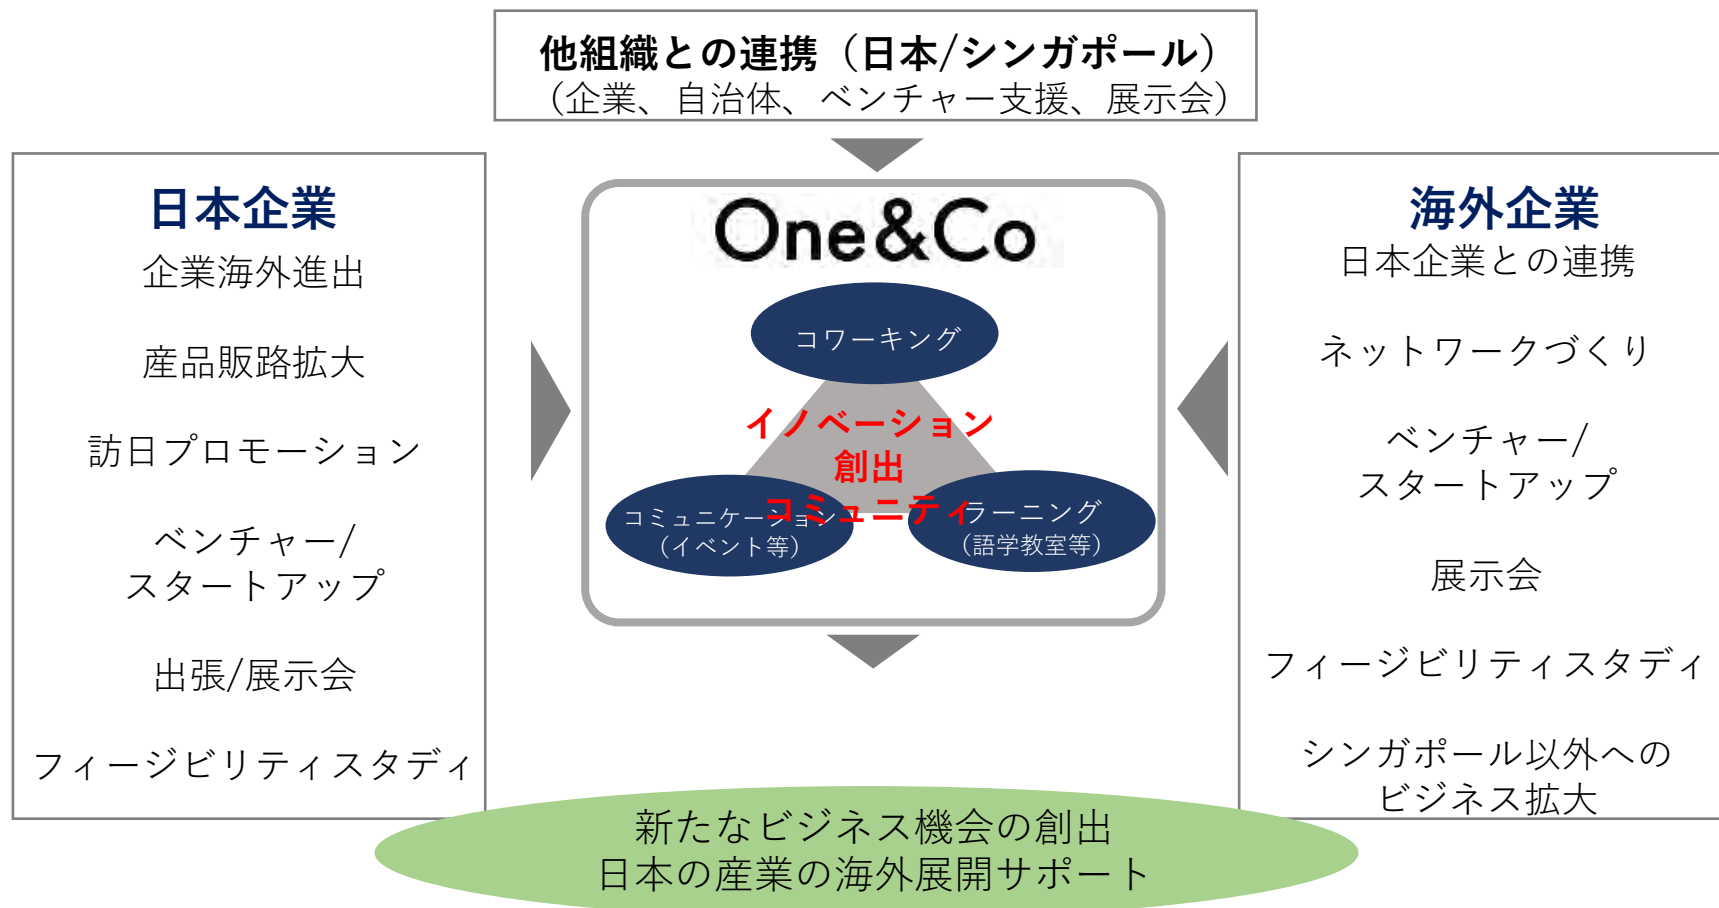 他組織との連携（日本/シンガポール）
（企業、自治体、ベンチャー支援、展示会）
日本企業
企業海外進出
産品販路拡大
訪日プロモーション
ベンチャー/
スタートアップ
出張/展示会
フィージビリティスタディ
One&Co
コワーキング
イノベーション
創出
コミュニティ
コミュニケーション
（イベント等）
ラーニング
（語学教室等）
海外企業
日本企業との連携
ネットワークづくり
ベンチャー/
スタートアップ
展示会
フィージビリティスタディ
シンガポール以外への
ビジネス拡大
新たなビジネス機会の創出
日本の産業の海外展開サポート